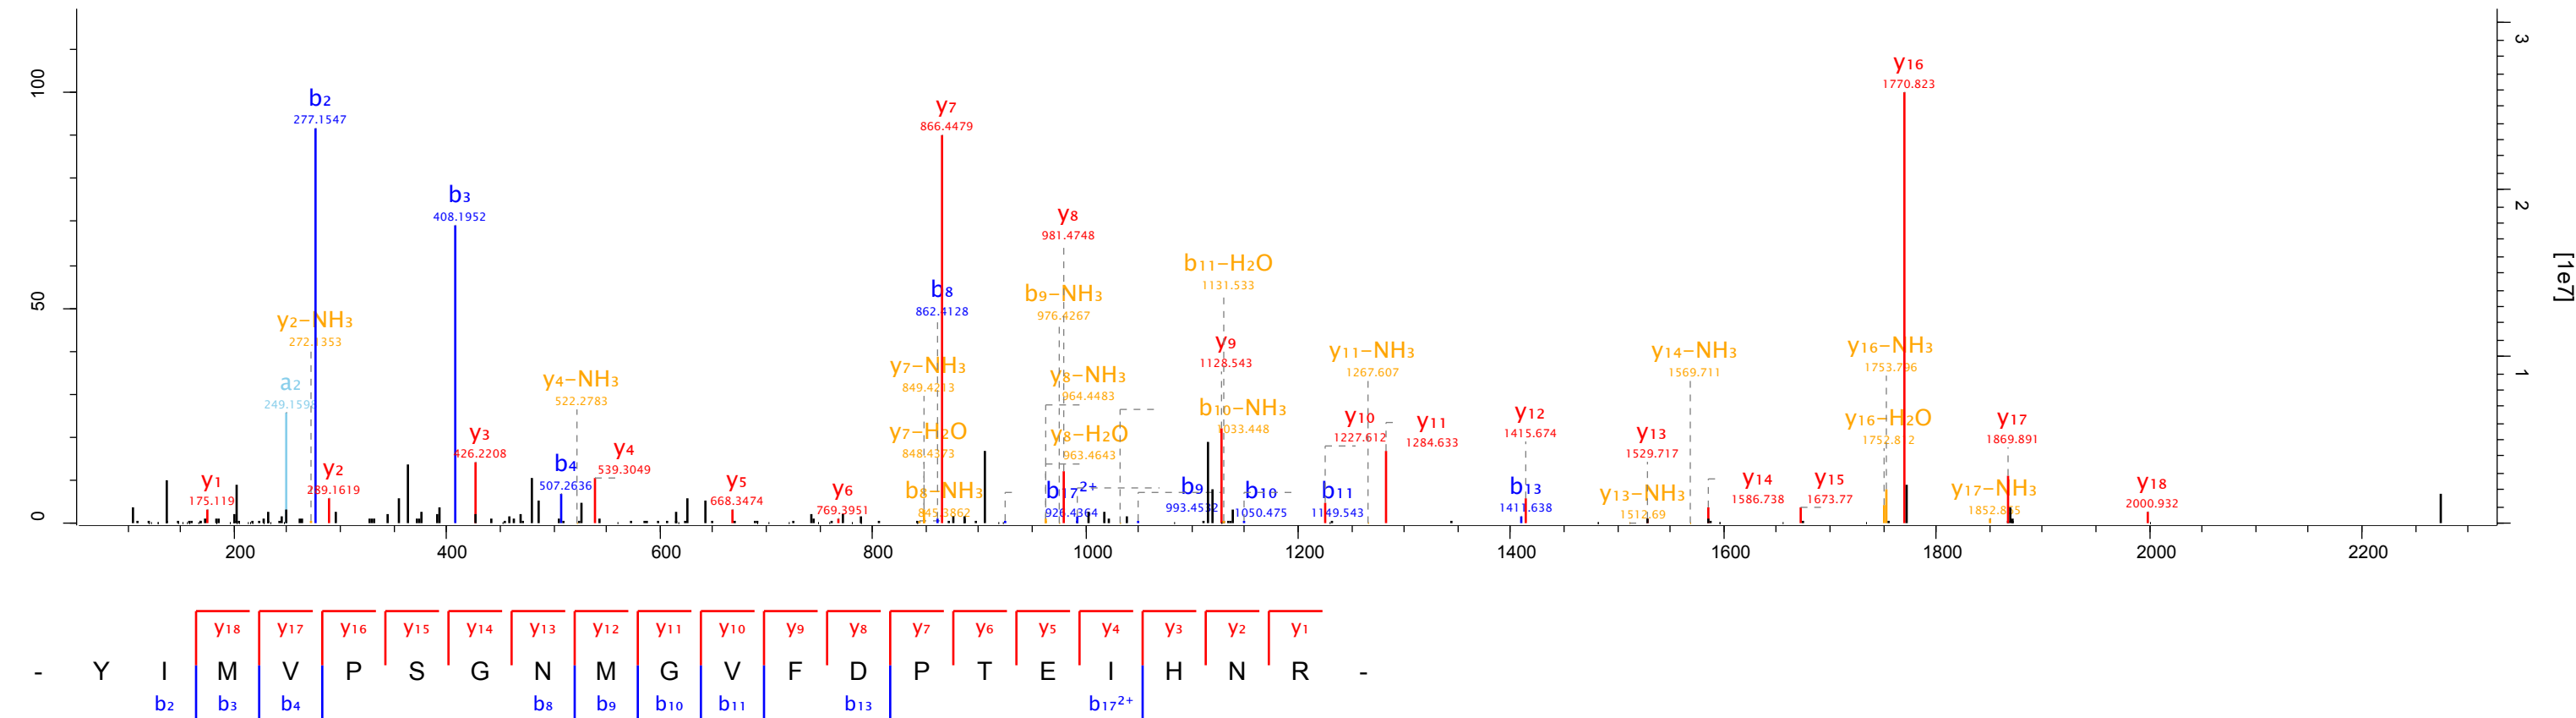 3
100
y16
1770.823
b2
277.1547
y7
866.4479
b3
408.1952
2
y8
981.4748
b11-H2O
1131.533
[1e7]
50
b8
862.4128
b9-NH3
976.4267
y2-NH3
272.1353
y9
1128.543
y11-NH3
1267.607
y14-NH3
1569.711
y16-NH3
1753.796
1
a2
249.1598
y4-NH3
522.2783
y7-NH3
849.4213
y8-NH3
964.4483
b10-NH3
1033.448
y10
1227.612
y11
1284.633
y12
1415.674
y16-H2O
1752.812
y17
1869.891
y3
426.2208
y4
539.3049
y7-H2O
848.4373
y8-H2O
963.4643
y13
1529.717
b4
507.2636
y1
175.119
y2
289.1619
y5
668.3474
y6
769.3951
b8-NH3
845.3862
b17 2+
926.4364
b9
993.4532
b10
1050.475
b11
1149.543
b13
1411.638
y13-NH3
1512.69
y14
1586.738
y15
1673.77
y17-NH3
1852.865
y18
2000.932
0
200 400 600 800 1000 1200 1400 1600 1800 2000 2200
y18 y17 y16 y15 y14 y13 y12 y11 y10 y9 y8 y7 y6 y5 y4 y3 y2 y1
- Y I M V P S G N M G V F D P T E I H N R -
b2 b3 b4 b8 b9 b10 b11 b13 b17 2+